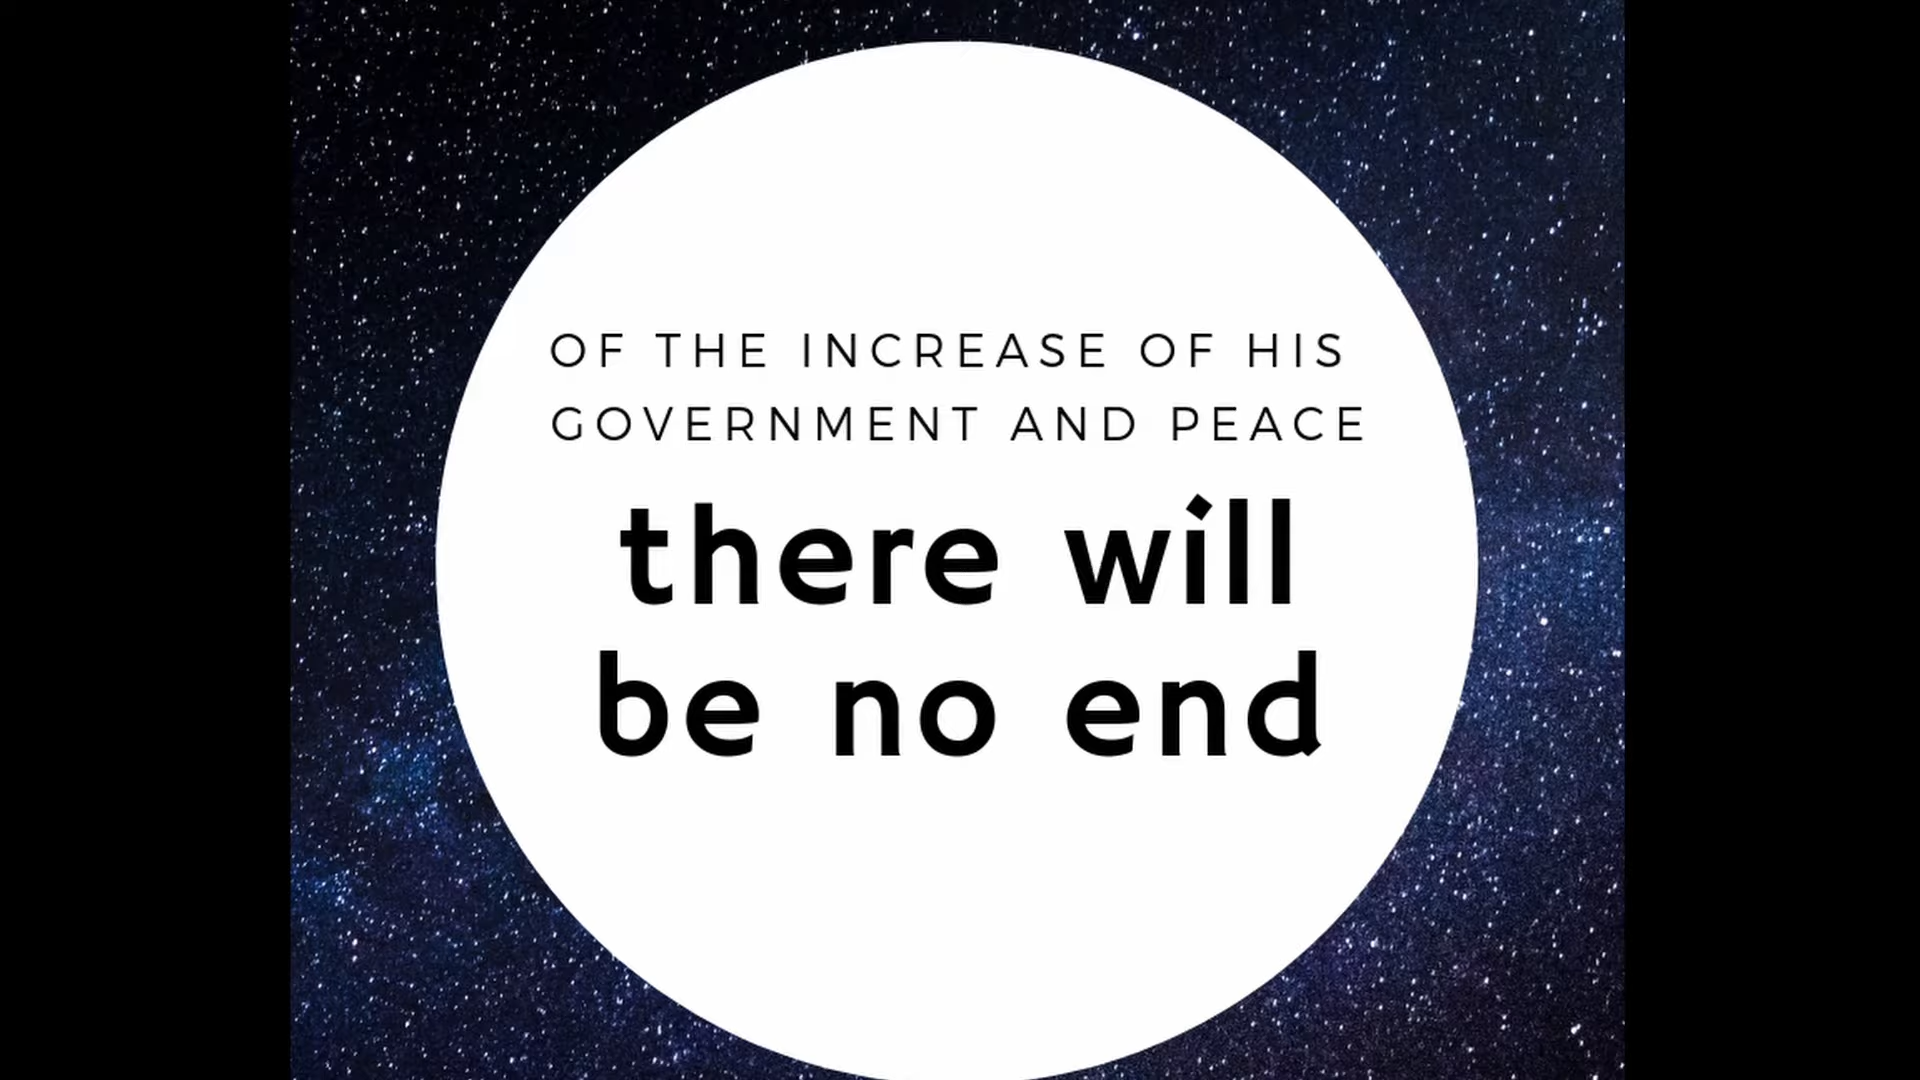 OF THE INCREASE OF HIS
GOVERNMENT AND PEACE
there will
be no end